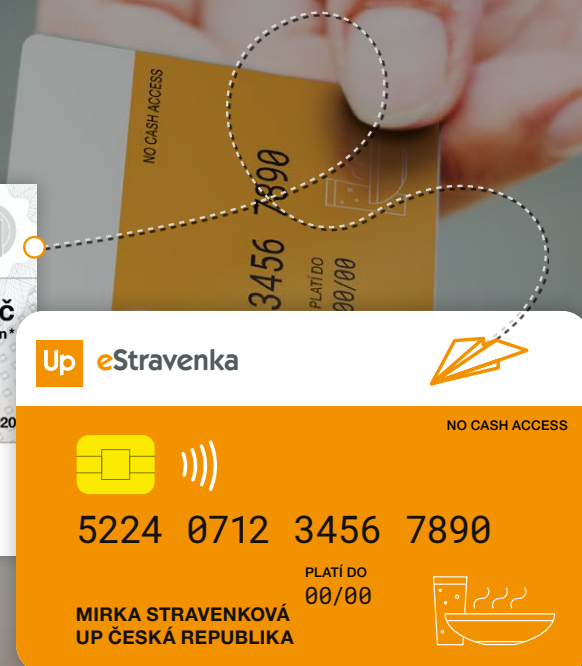 NO CASH ACCESS
3456 7890
PLATÍ DO
00/00
č
n*
20
Up eStravenka
NO CASH ACCESS
5224 0712 3456 7890
PLATÍ DO
00/00
MIRKA STRAVENKOVÁ
UP ČESKÁ REPUBLIKA